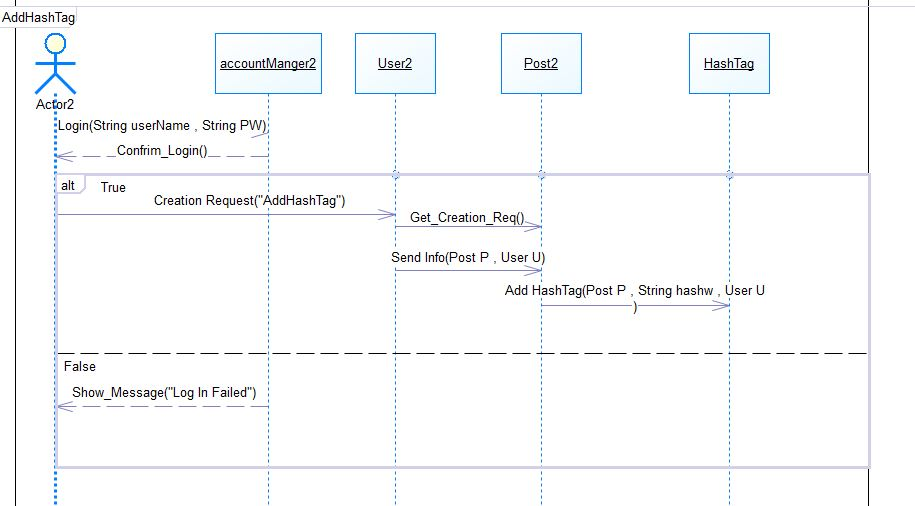 AddHashTag
accountManger2
User2
Post2
HashTag
Actor2
Login(String userName , String PW)
Confrim_Login()
alt
True
Creation Request("AddHashTag")
Get_Creation_Req()
Send Info(Post P , User U)
Add HashTag(Post P , String hashw , User U
)
False
Show_Message("Log In Failed")